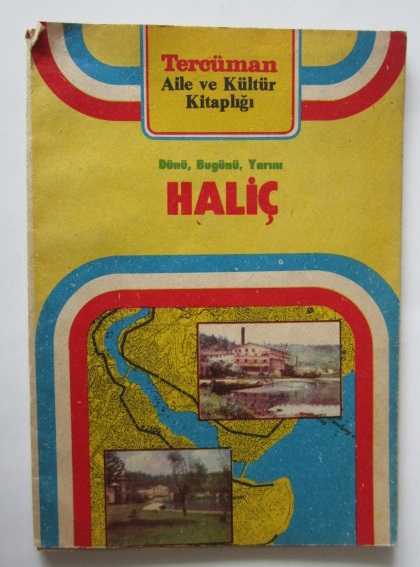 Tercüman
Aile ve Kültür
Kitaplığı
Dünü, Bugünü, Yarını
HALİÇ